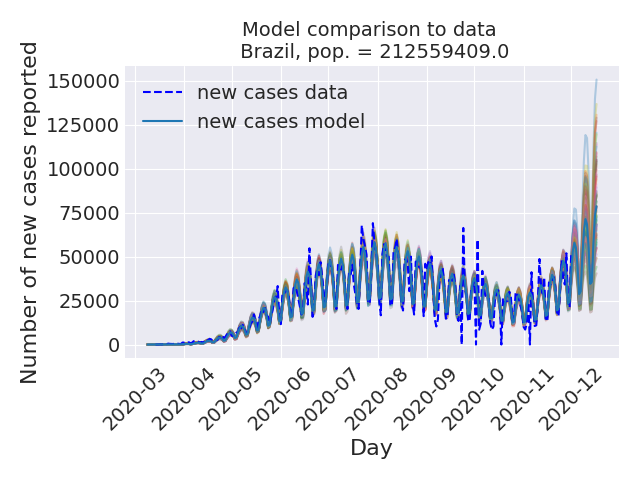 Model comparison to data
Brazil, pop. = 212559409.0
Number of new cases reported
150000
125000
100000
75000
50000
25000
0
new cases data
new cases model
2020-03
2020-04
2020-05
2020-06
2020-07
2020-08
2020-09
2020-10
2020-11
2020-12
Day